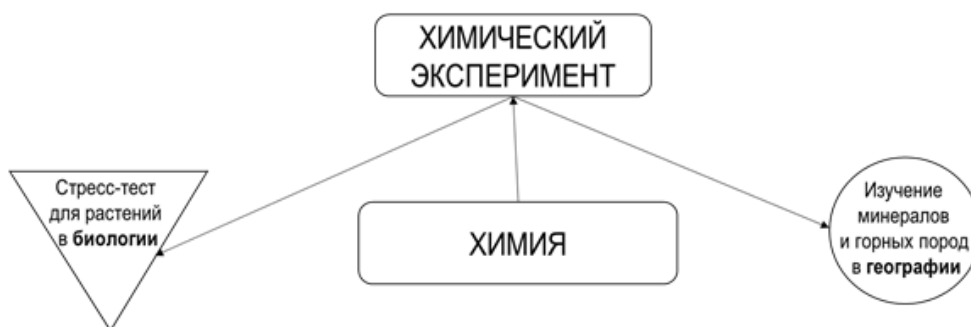 ХИМИЧЕСКИЙ
ЭКСПЕРИМЕНТ
Стресс-тест
для растений
в биологии
ХИМИЯ
Изучение
минералов
и горных пород
в географии